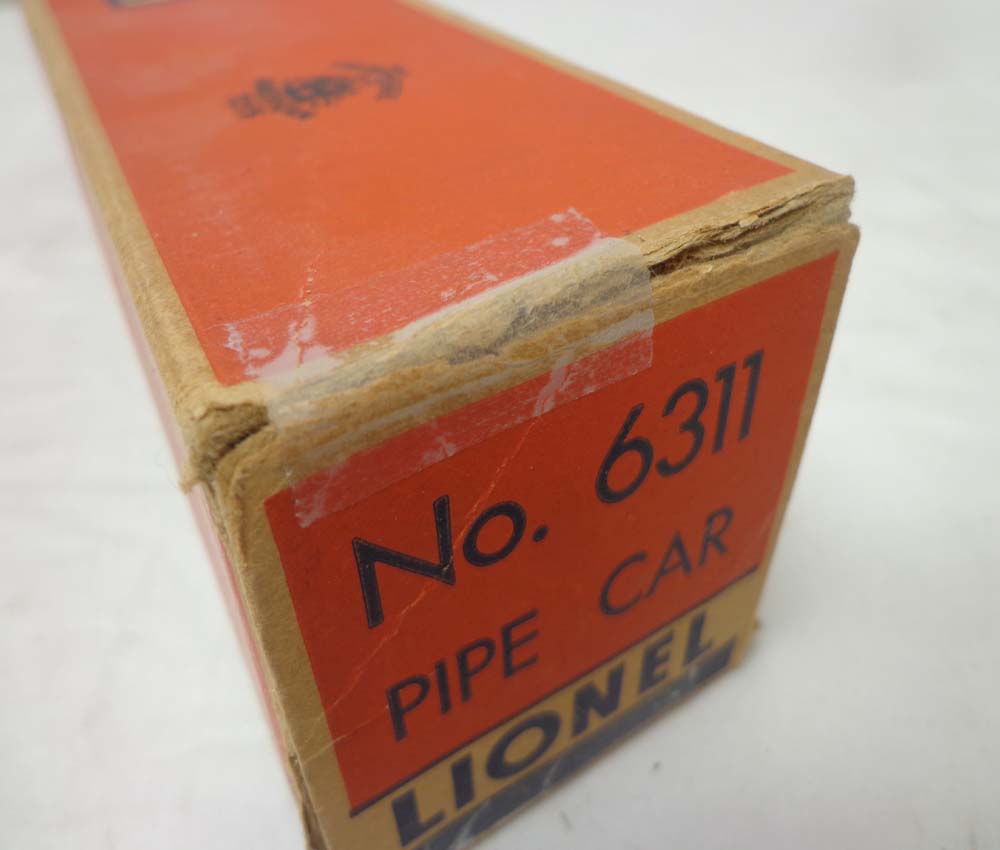 No. 6311
PIPE CAR
LIONEL